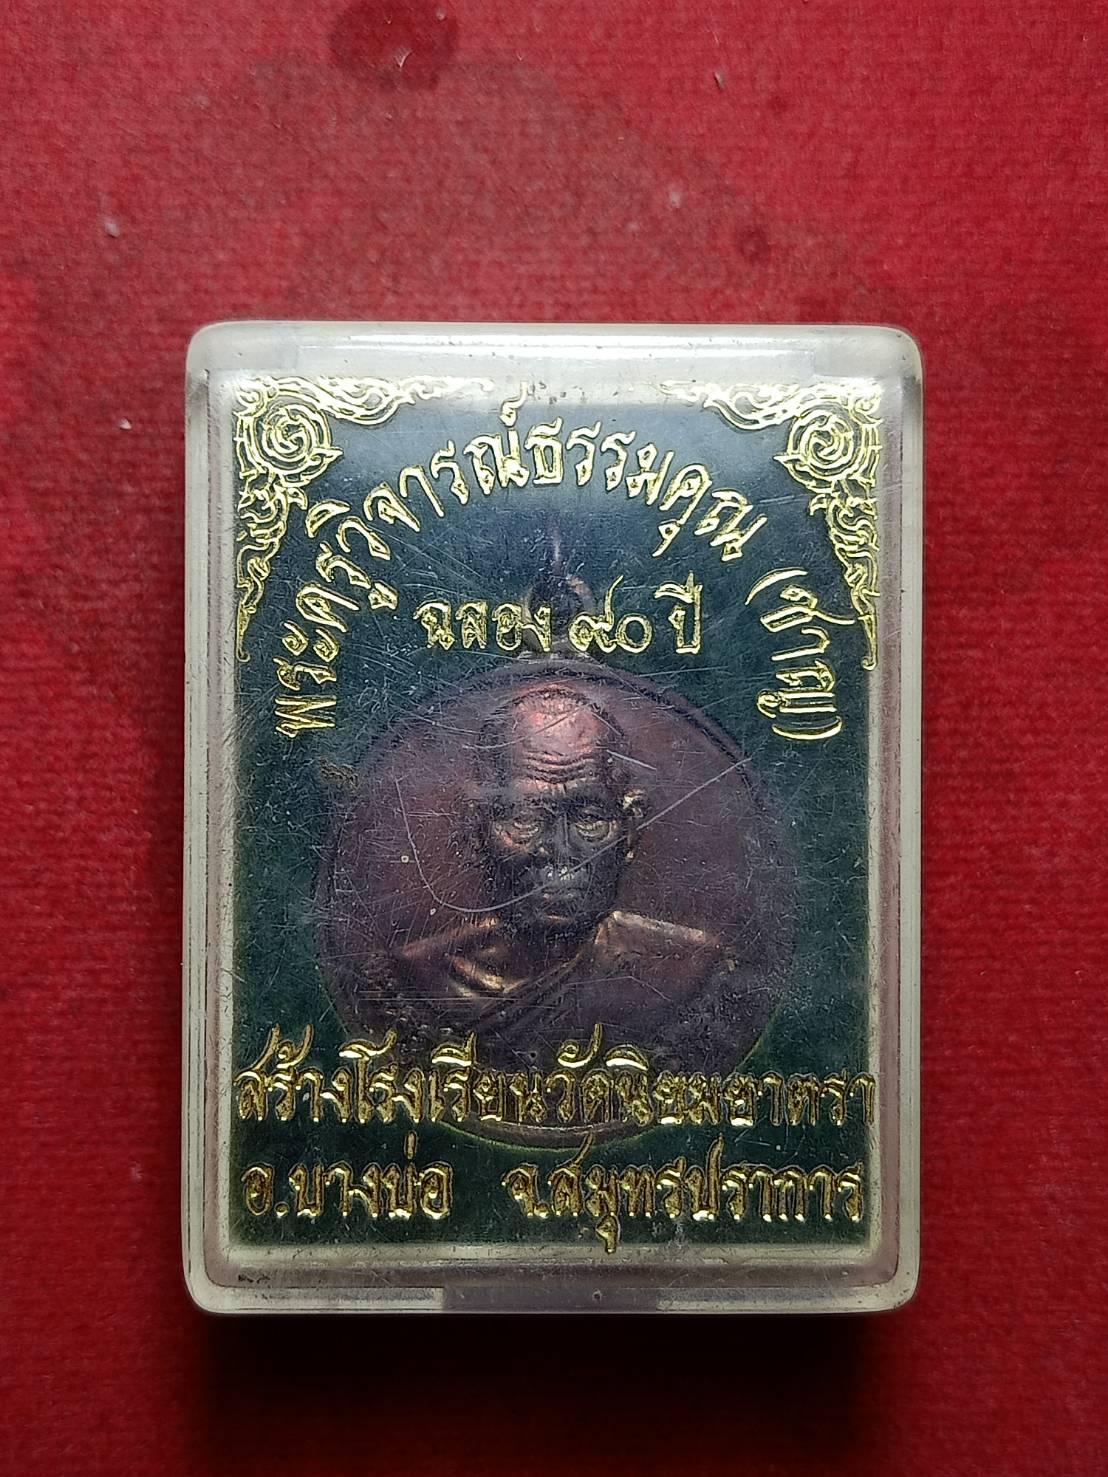 พระครูวิจารณ์ธรรมคุณ (หาญ)
ฉลอง ๙๐ ปี
สร้างโรงเรียนวัดนิยมยาตรา
อ.บางบ่อ จ.สมุทรปราการ